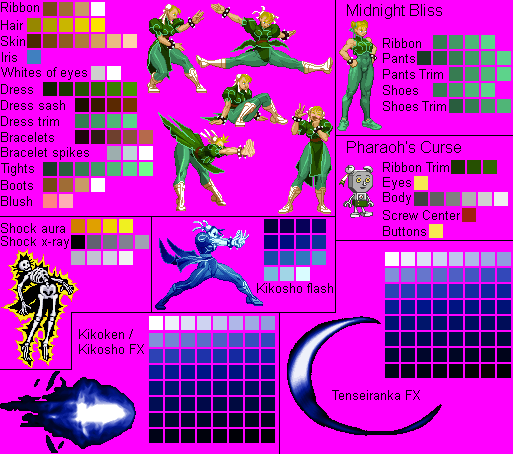 Ribbon
Hair
Skin
Iris
Whites of eyes
Dress
Dress sash
Dress trim
Bracelets
Bracelet spikes
Tights
Boots
Blush
Midnight Bliss
Ribbon
Pants
Pants Trim
Shoes
Shoes Trim
Pharaoh's Curse
Ribbon Trim
Eyes
Body
Screw Center
Buttons
Shock aura
Shock x-ray
Kikosho flash
Kikoken /
Kikosho FX
Tenseiranka FX